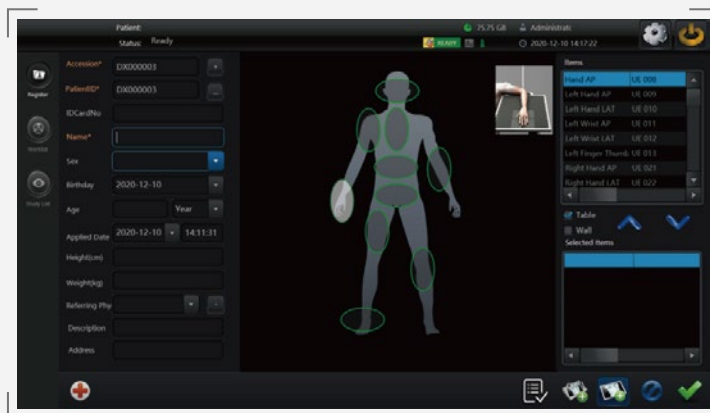 Patient:
75.75 GB
Administratc
Status: Ready
READY
2020-12-10 14:17:22
Register
Worklist
Study List
Accession* DX000003
PatientID* DX000003
IDCardNo
Name*
Sex
Birthday 2020-12-10
Age Year
Applied Date 2020-12-10 14:11:31
Height(cm)
Weight(kg)
Referring Phy
Description
Address
Items
Hand AP UE 008
Left Hand AP UE 009
Left Hand LAT UE 010
Left Wrist AP UE 011
Left Wrist LAT UE 012
Left Finger Thumb UE 013
Right Hand AP UE 021
Right Hand LAT UE 022
Table
Wall
Selected Items